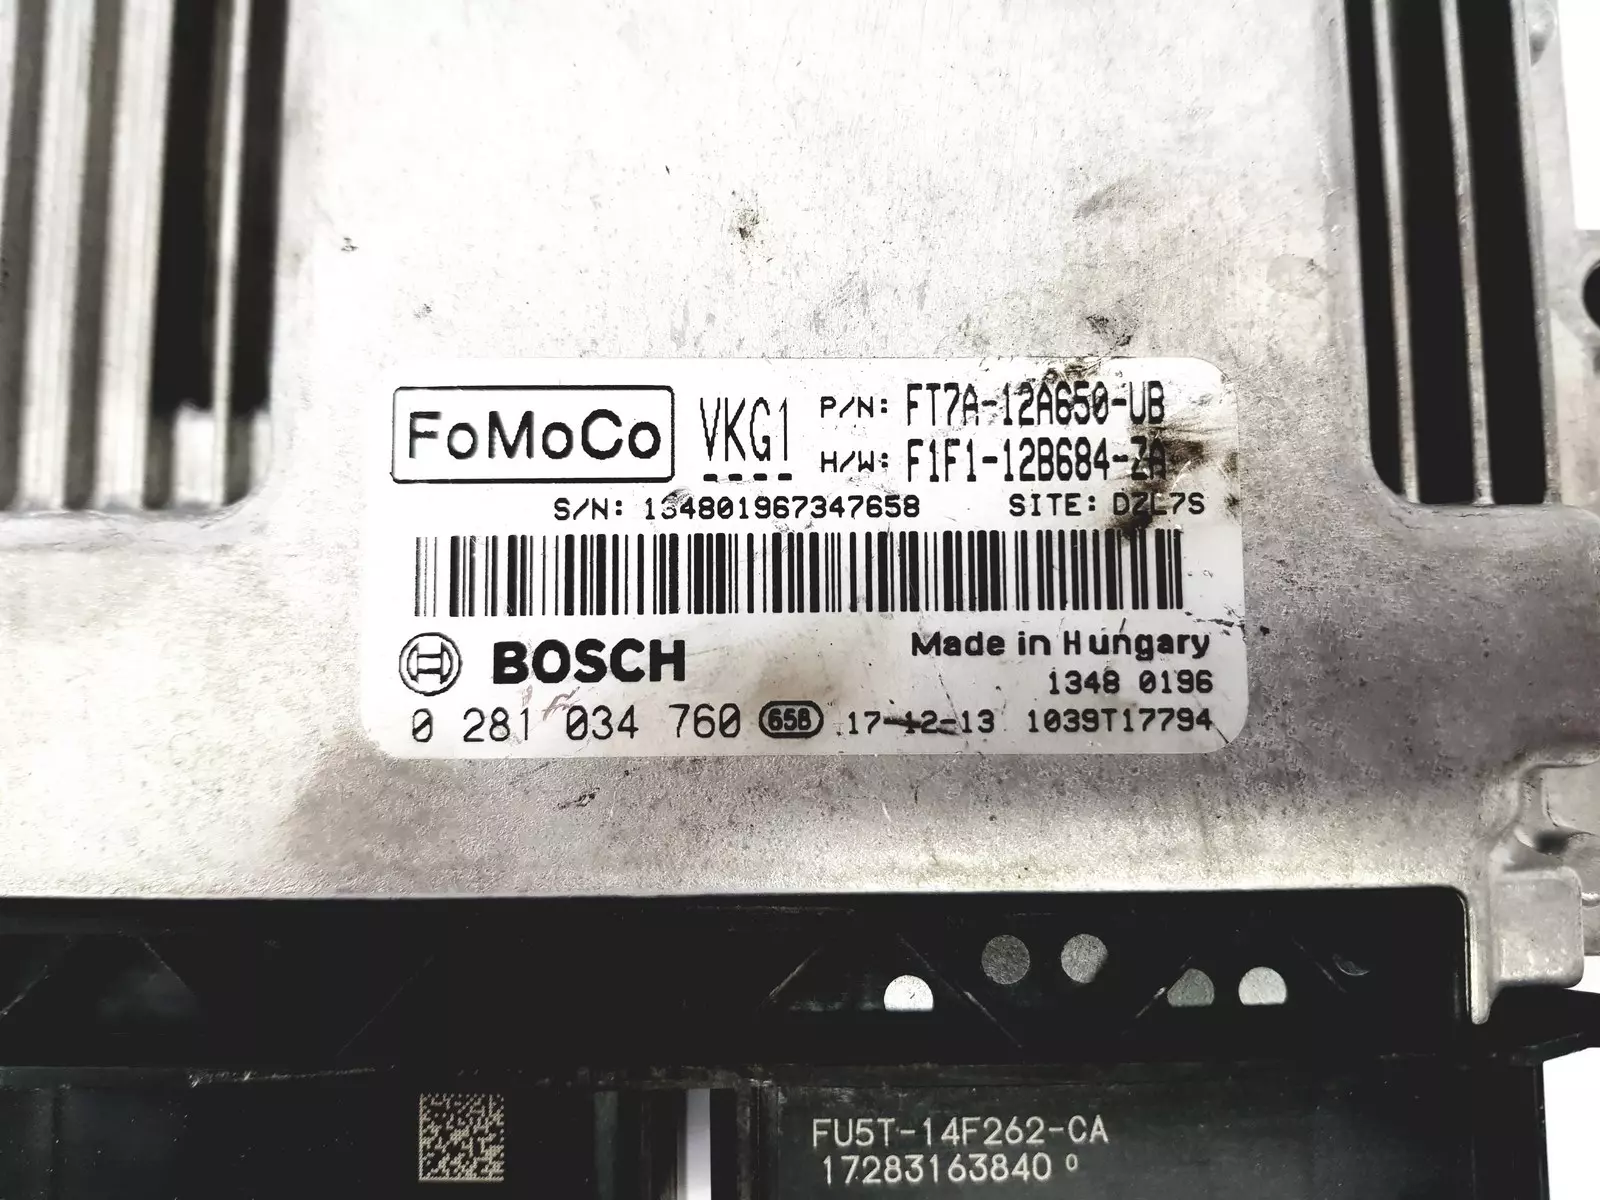 FoMoCo VKG1 P/N: FT7A-12A650-UB
H/W: F1F1-12B684-ZA
S/N: 134801967347658 SITE: DZL7S
BOSCH Made in Hungary
1348 0196
0 281 034 760 658 17-12-13 1039T17794
FU5T-14F262-CA
17283163840